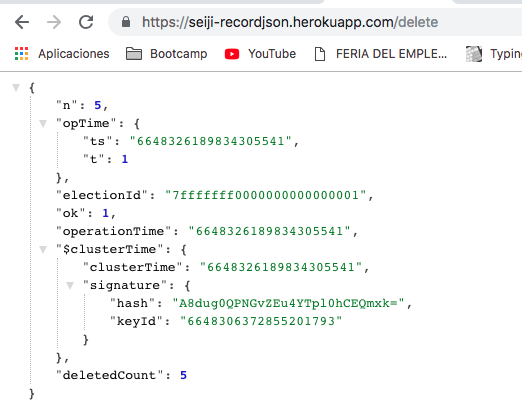 https://seiji-recordjson.herokuapp.com/delete
Aplicaciones Bootcamp YouTube FERIA DEL EMPLE... Typing
{
"n": 5,
"opTime": {
"ts": "6648326189834305541",
"t": 1
},
"electionId": "7fffffff0000000000000001",
"ok": 1,
"operationTime": "6648326189834305541",
"$clusterTime": {
"clusterTime": "6648326189834305541",
"signature": {
"hash": "A8dug0QPNGvZEu4YTpl0hCEQmxk=",
"keyId": "6648306372855201793"
}
},
"deletedCount": 5
}